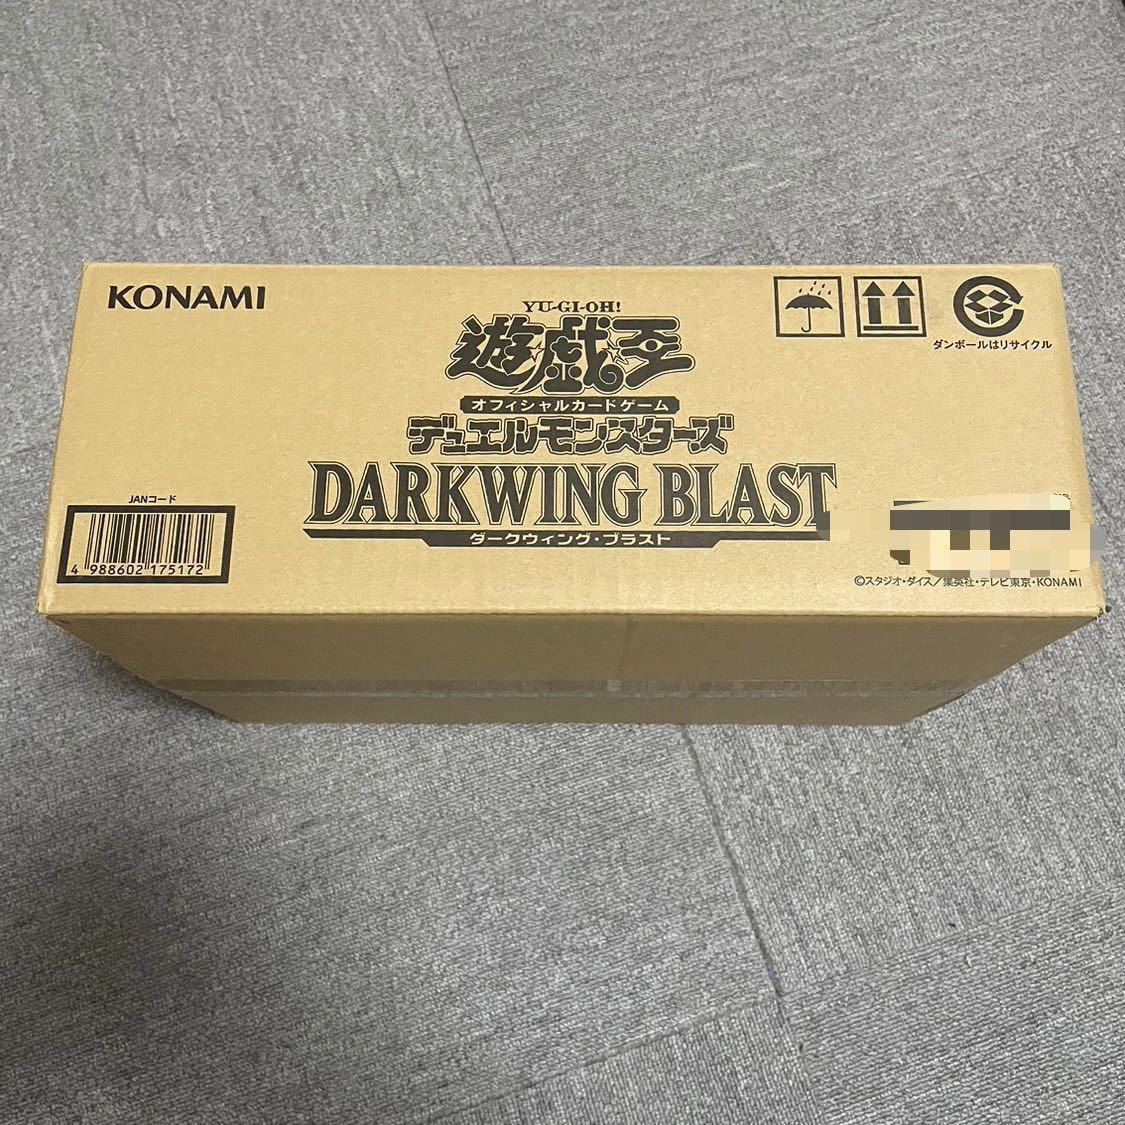 KONAMI
YU-GI-OH!
遊戯王
オフィシャルカードゲーム
デュエルモンスターズ
DARKWING BLAST
ダークウィング・ブラスト
ダンボールはリサイクル
JANコード
4 988602 175172
©スタジオ・ダイス/集英社・テレビ東京・KONAMI